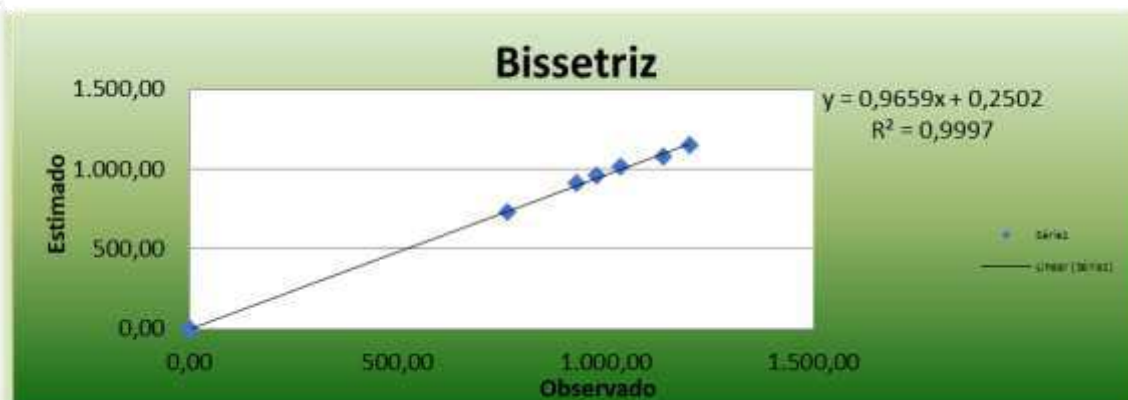 Bissetriz
1.500,00
1.000,00
500,00
0,00
Estimado
0,00 500,00 1.000,00 1.500,00
Observado
y = 0,9659x + 0,2502
R² = 0,9997
Linear